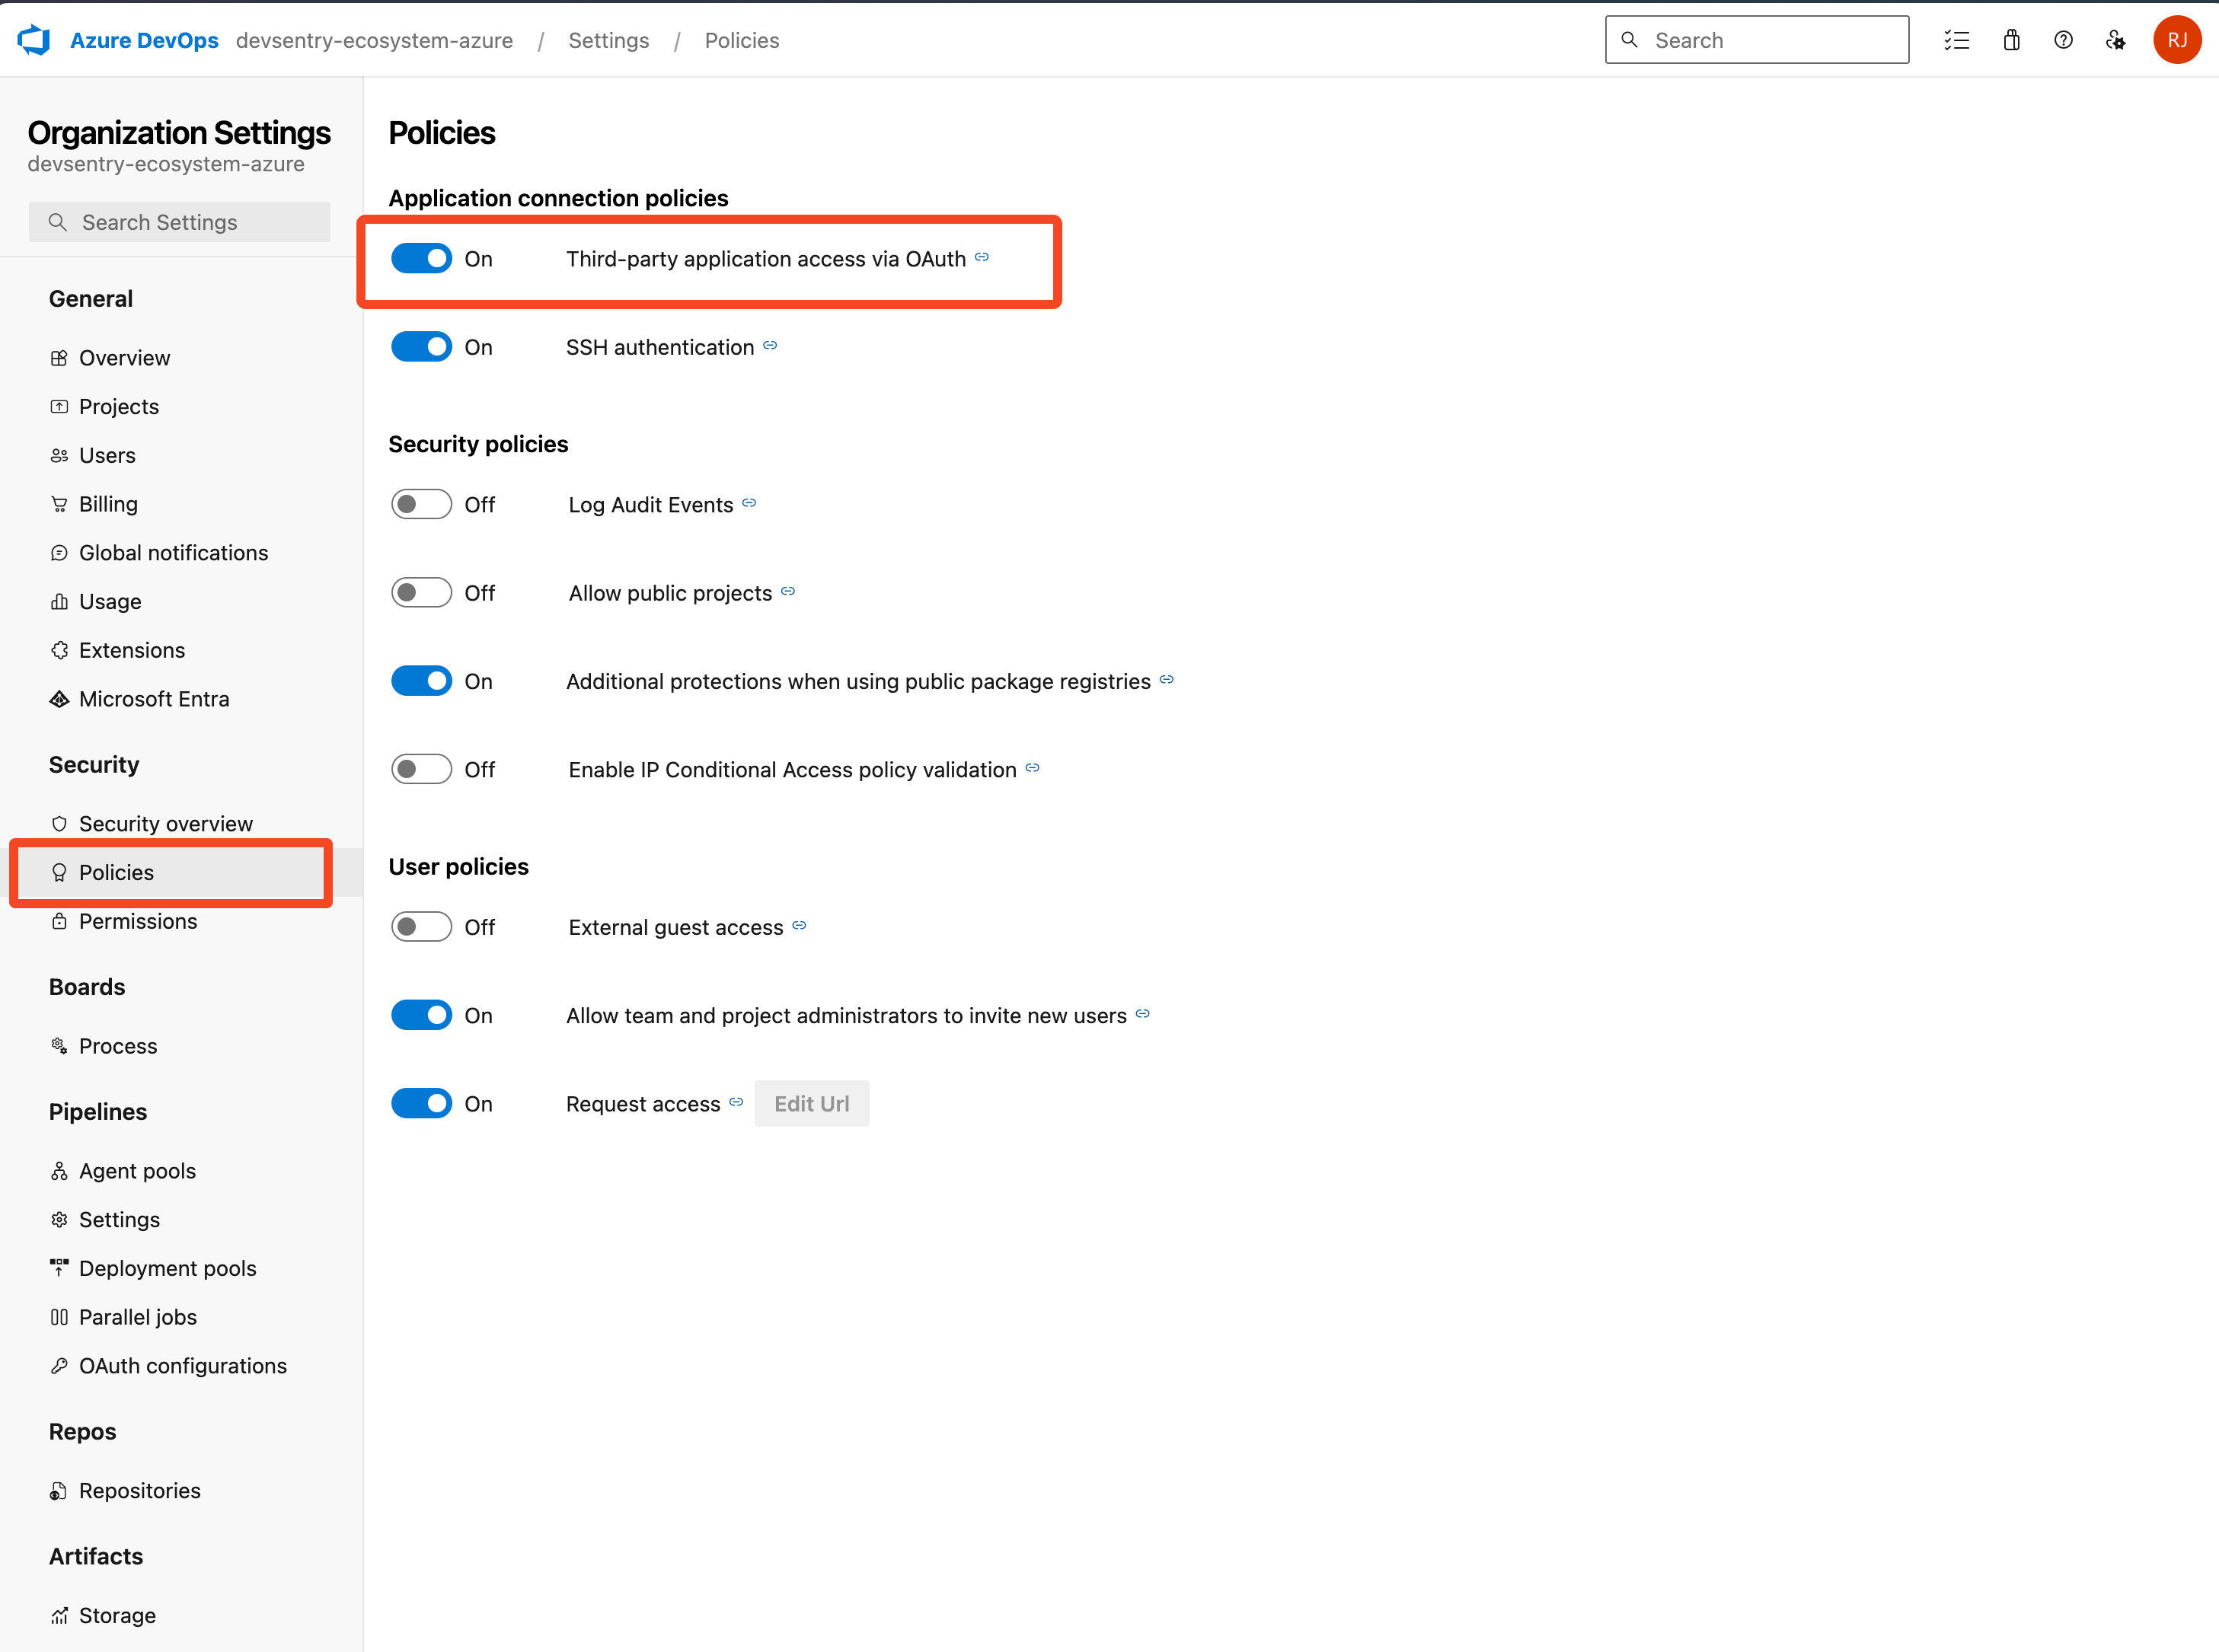 Azure DevOps devsentry-ecosystem-azure / Settings / Policies Search RJ
Organization Settings
devsentry-ecosystem-azure
Search Settings
General
Overview
Projects
Users
Billing
Global notifications
Usage
Extensions
Microsoft Entra
Security
Security overview
Policies
Permissions
Boards
Process
Pipelines
Agent pools
Settings
Deployment pools
Parallel jobs
OAuth configurations
Repos
Repositories
Artifacts
Storage
Policies
Application connection policies
On Third-party application access via OAuth
On SSH authentication
Security policies
Off Log Audit Events
Off Allow public projects
On Additional protections when using public package registries
Off Enable IP Conditional Access policy validation
User policies
Off External guest access
On Allow team and project administrators to invite new users
On Request access Edit Url